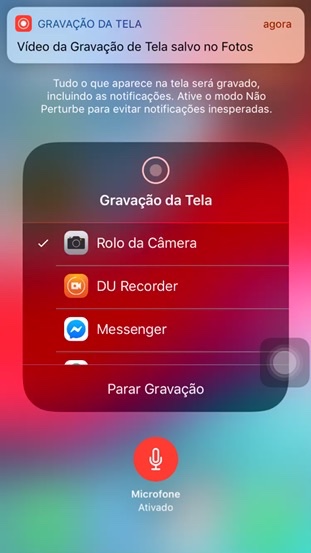 GRAVAÇÃO DA TELA agora
Vídeo da Gravação de Tela salvo no Fotos
Tudo o que aparece na tela será gravado,
incluindo as notificações. Ative o modo Não
Perturbe para evitar notificações inesperadas.
Gravação da Tela
Rolo da Câmera
DU Recorder
Messenger
Parar Gravação
Microfone
Ativado